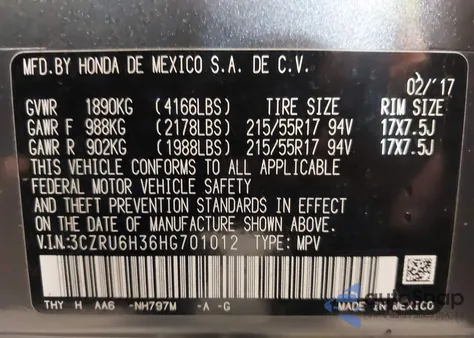 MFD.BY HONDA DE MEXICO S.A. DE C.V.
02/'17
GVWR 1890KG (4166LBS) TIRE SIZE RIM SIZE
GAWR F 988KG (2178LBS) 215/55R17 94V 17X7.5J
GAWR R 902KG (1988LBS) 215/55R17 94V 17X7.5J
THIS VEHICLE CONFORMS TO ALL APPLICABLE
FEDERAL MOTOR VEHICLE SAFETY
AND THEFT PREVENTION STANDARDS IN EFFECT
ON THE DATE OF MANUFACTURE SHOWN ABOVE.
V.I.N:3CZRU6H36HG701012 TYPE: MPV
THY H AA6 -NH797M -A -G MADE IN MEXICO